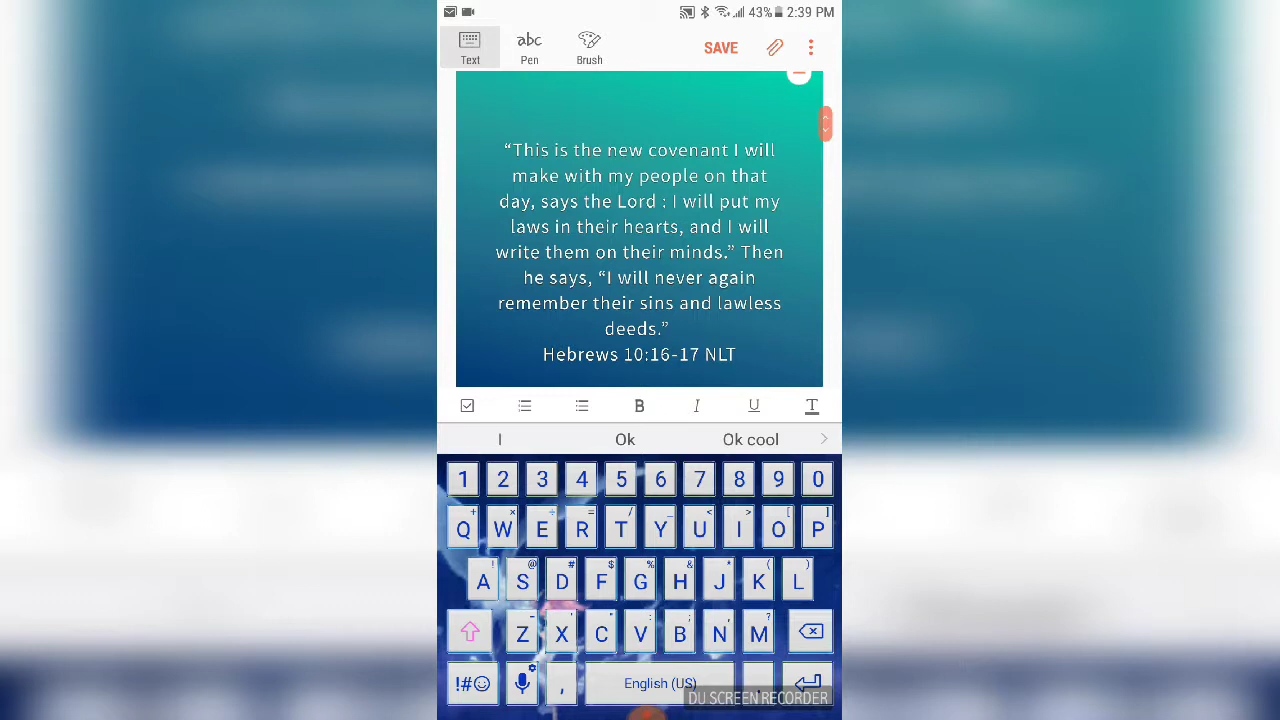 43% 2:39 PM
Text
abc
Pen
Brush
SAVE
“This is the new covenant I will
make with my people on that
day, says the Lord : I will put my
laws in their hearts, and I will
write them on their minds.” Then
he says, “I will never again
remember their sins and lawless
deeds.”
Hebrews 10:16-17 NLT
B I U T
I Ok Ok cool
1 2 3 4 5 6 7 8 9 0
+ × ÷ = / _ < > [ ]
Q W E R T Y U I O P
! @ # $ % & * ( )
A S D F G H J K L
- ' " : ; , ?
Z X C V B N M
!#☺ , English (US) .
DU SCREEN RECORDER